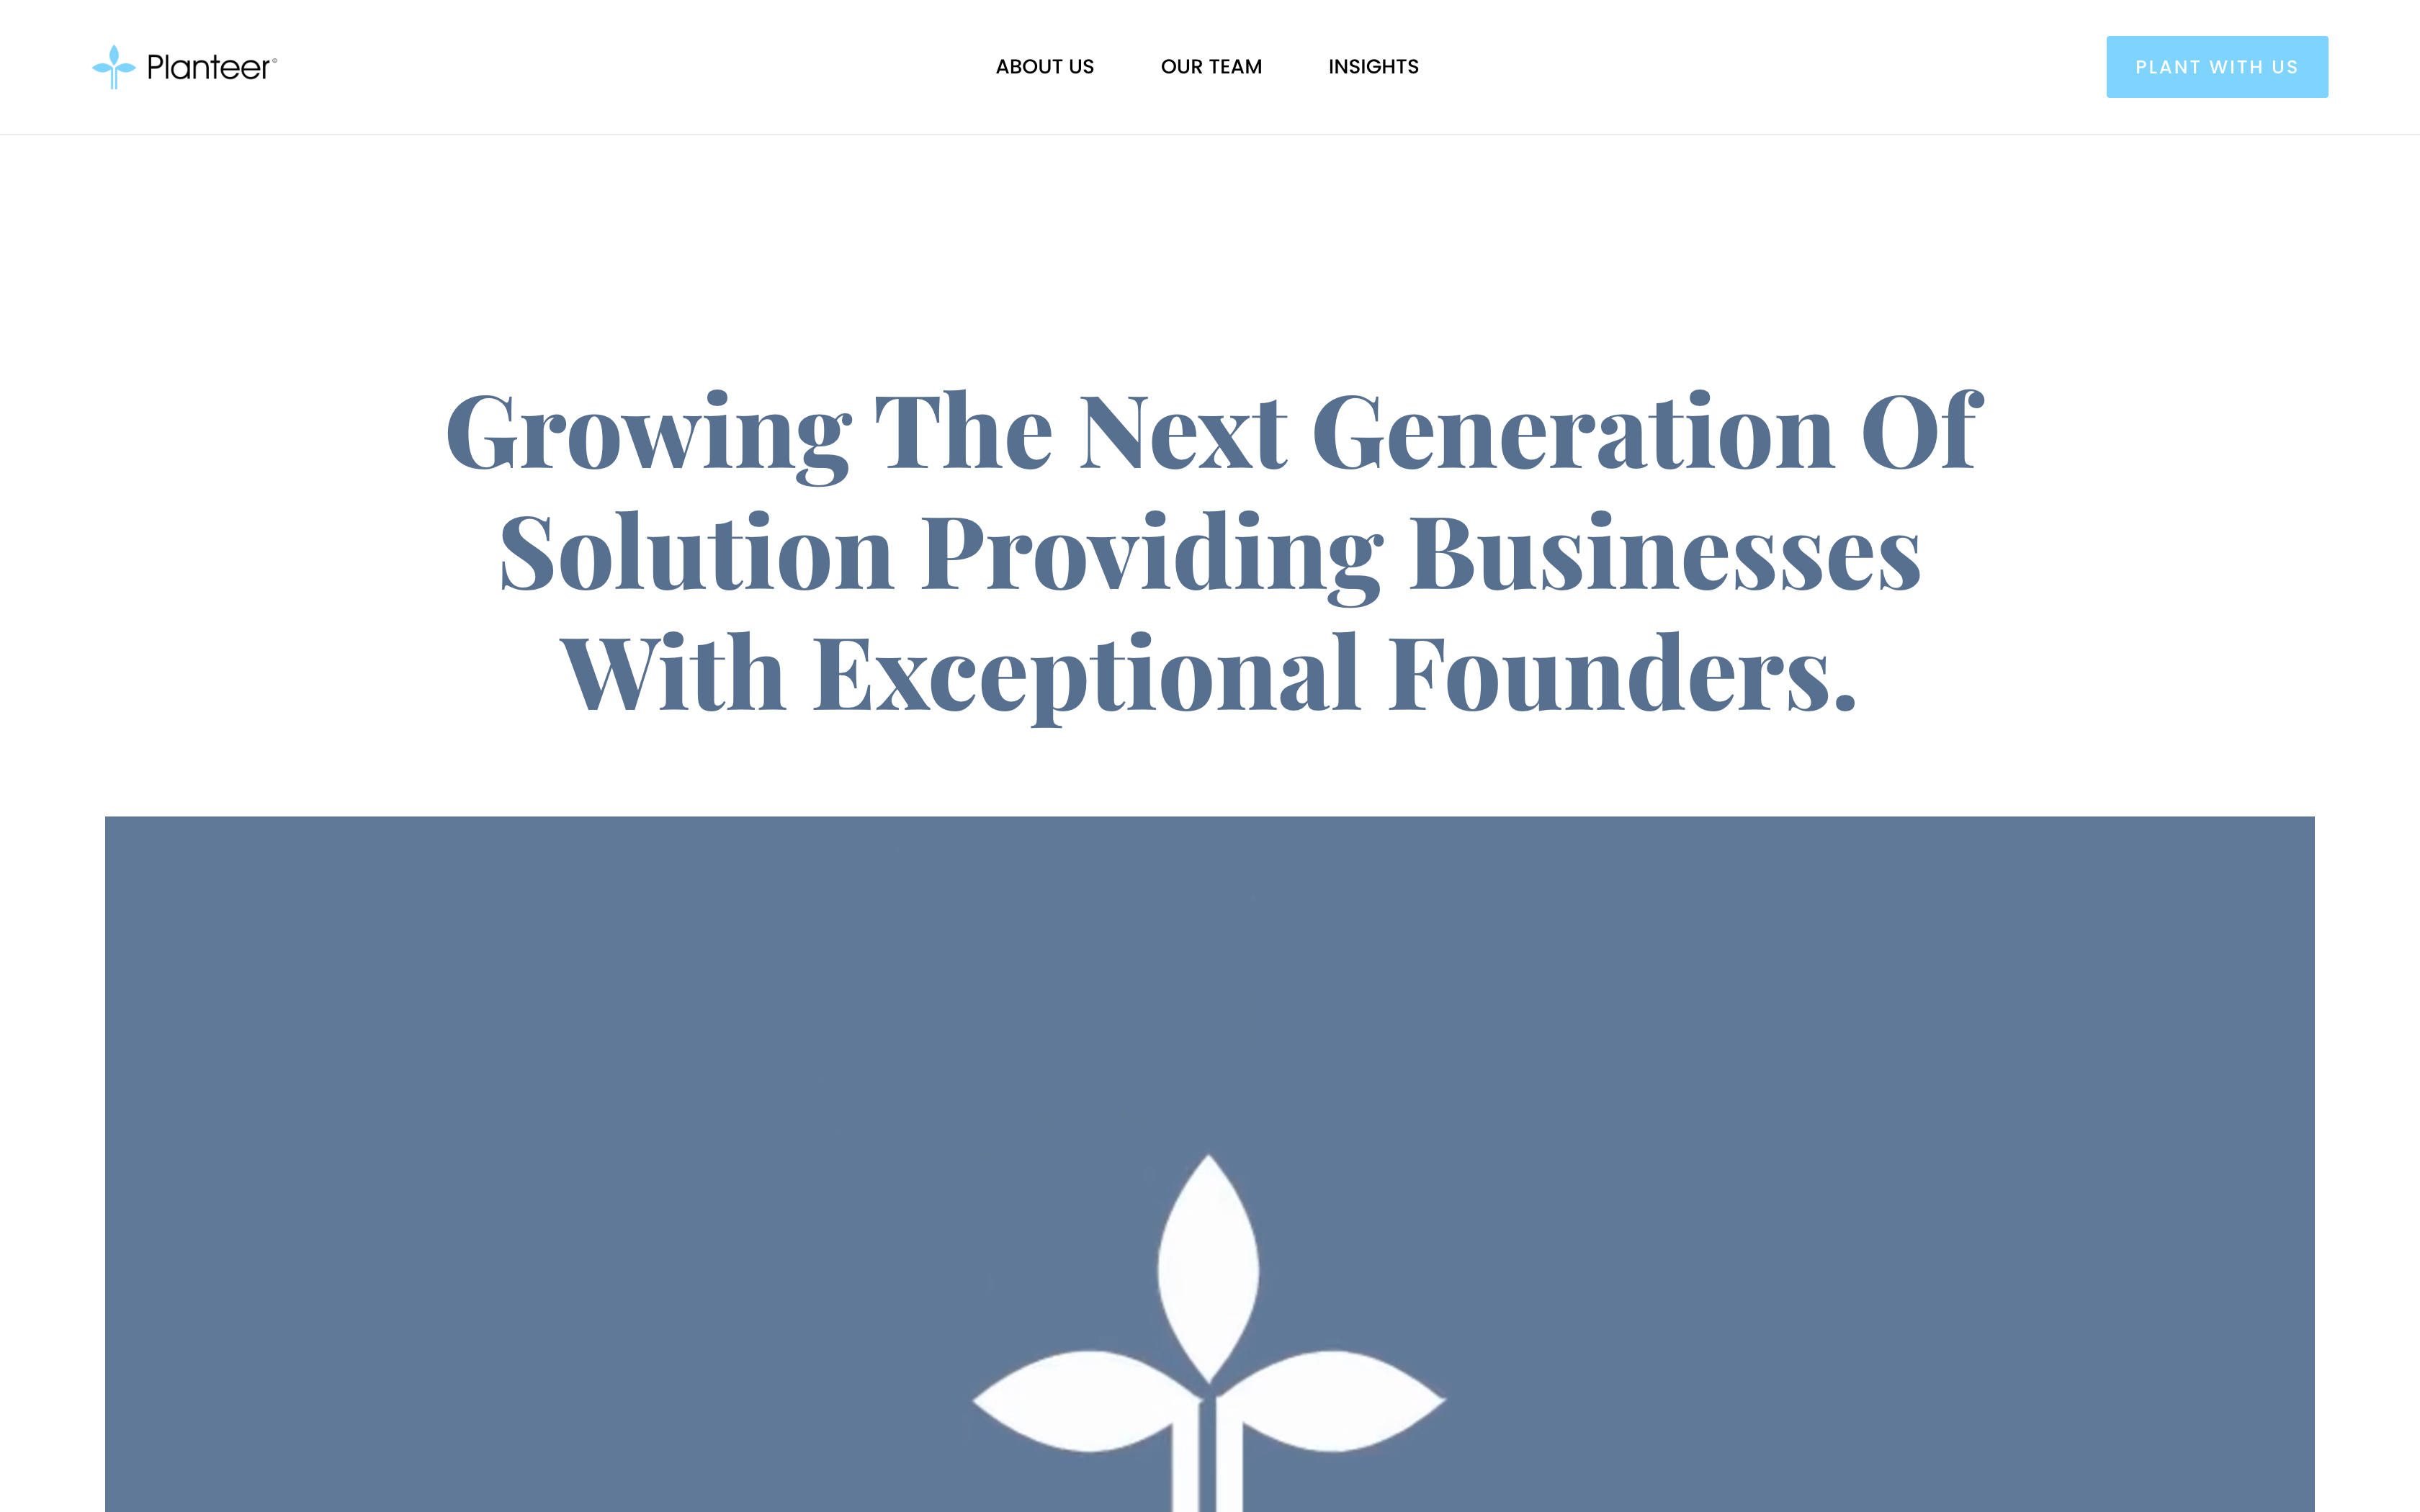 Planteer
ABOUT US
OUR TEAM
INSIGHTS
PLANT WITH US
Growing The Next Generation Of
Solution Providing Businesses
With Exceptional Founders.